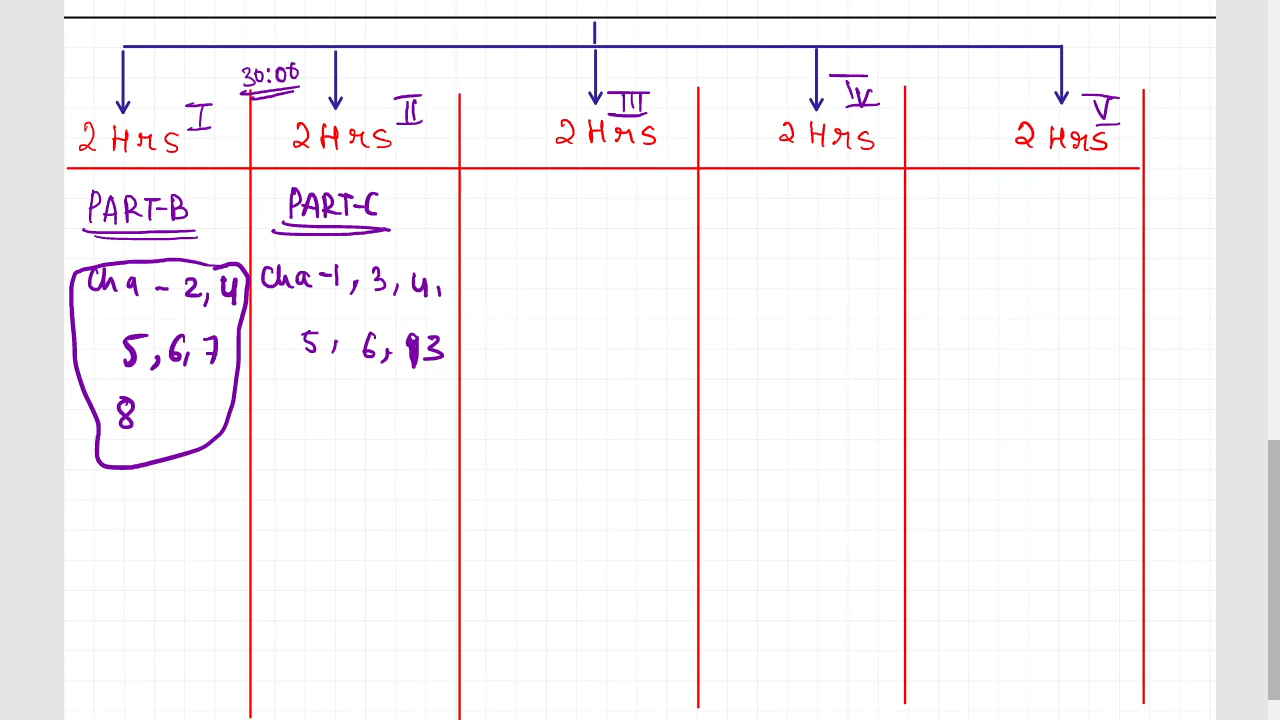 30:00
I II III IV V
2 Hrs 2 Hrs 2 Hrs 2 Hrs 2 Hrs
PART-B PART-C
Cha - 2, 4 Cha - 1, 3, 4,
5, 6, 7 5, 6, 13
8